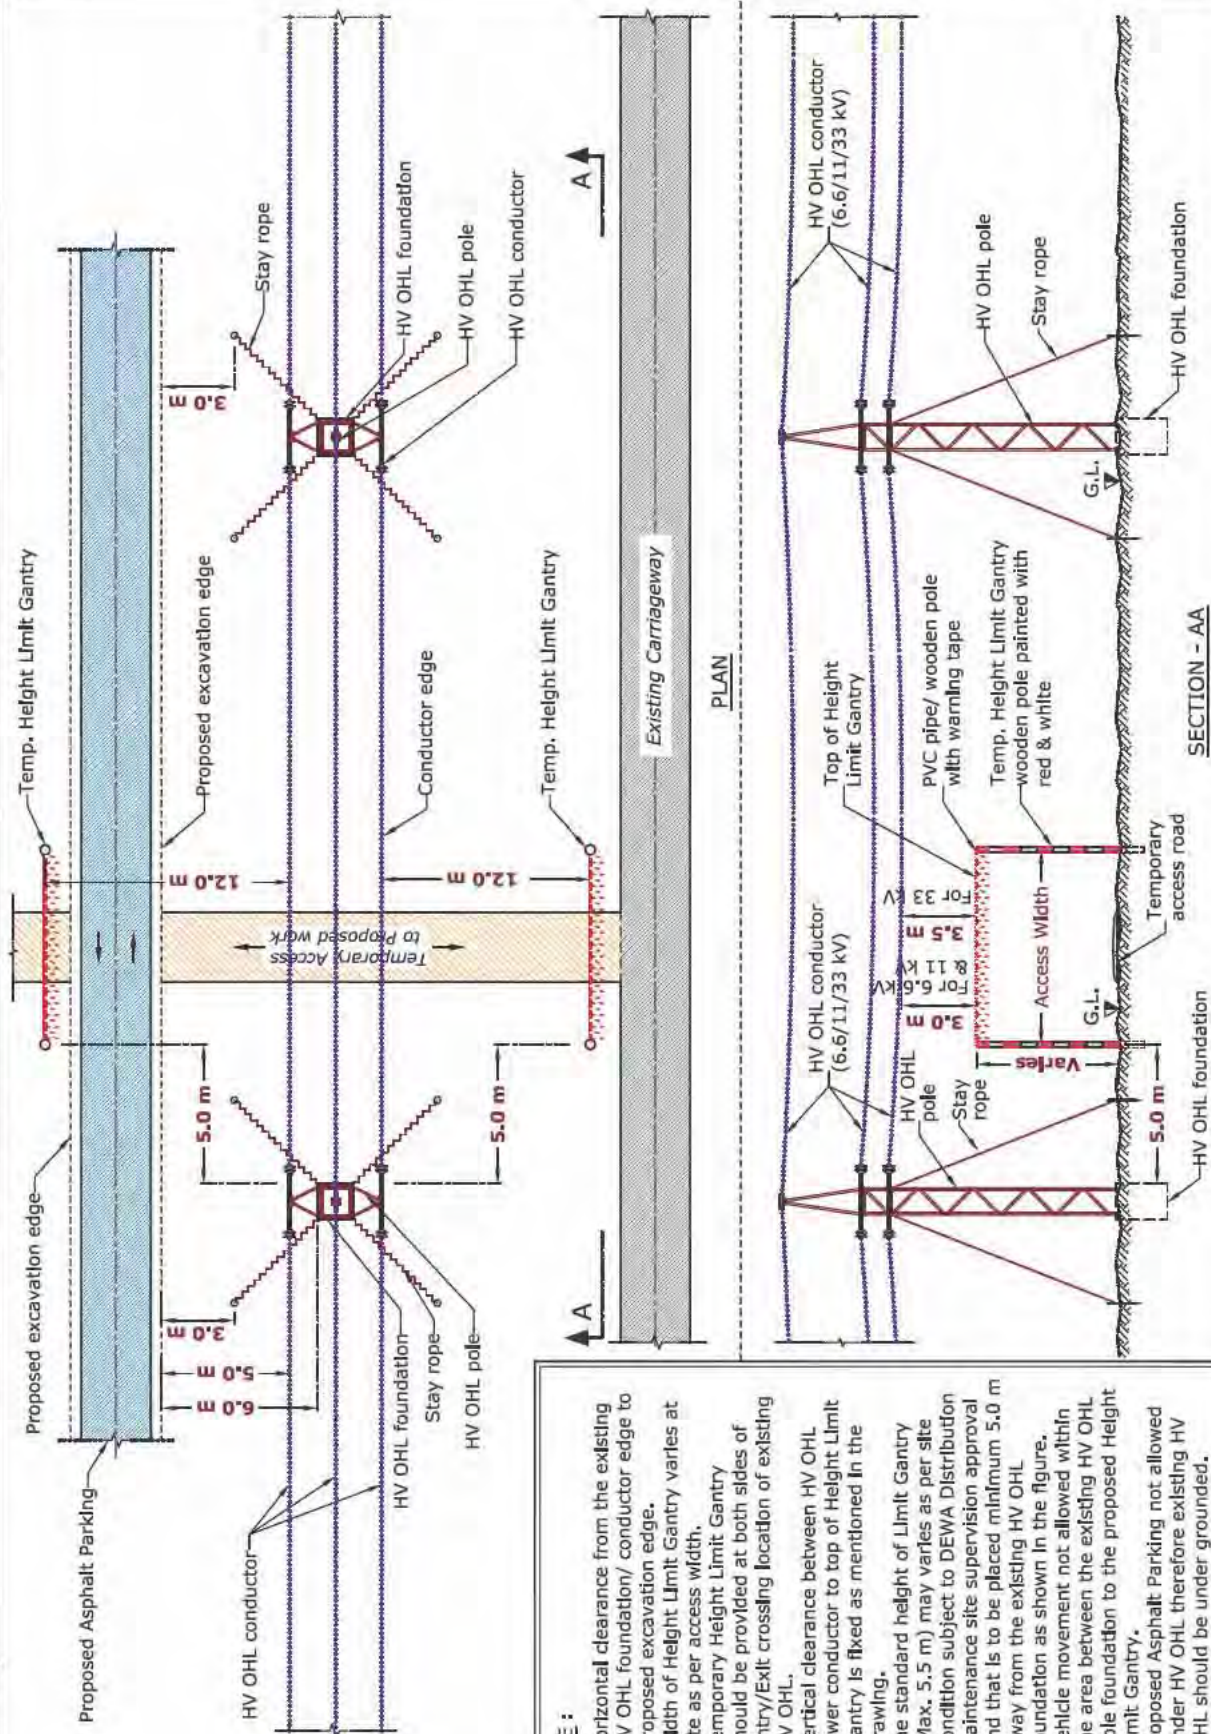 Proposed Asphalt Parking
Proposed excavation edge
Temp. Height Limit Gantry
Proposed excavation edge
3.0 m
Stay rope
HV OHL foundation
HV OHL pole
HV OHL conductor
12.0 m
Conductor edge
Temporary Access
to Proposed work
12.0 m
Temp. Height Limit Gantry
5.0 m
5.0 m
3.0 m
5.0 m
6.0 m
HV OHL conductor
HV OHL foundation
Stay rope
HV OHL pole
A
A
Existing Carriageway
PLAN
HV OHL conductor
(6.6/11/33 kV)
HV OHL conductor
(6.6/11/33 kV)
HV OHL
pole
Stay
rope
Top of Height
Limit Gantry
PVC pipe/ wooden pole
with warning tape
Temp. Height Limit Gantry
wooden pole painted with
red & white
3.0 m
For 6.6 kV
& 11 kV
3.5 m
For 33 kV
Access Width
Varies
5.0 m
G.L.
G.L.
HV OHL pole
Stay rope
HV OHL foundation
HV OHL foundation
Temporary
access road
SECTION - AA
orizontal clearance from the existing
V OHL foundation/ conductor edge to
roposed excavation edge.
idth of Height Limit Gantry varies at
te as per access width.
emporary Height Limit Gantry
hould be provided at both sides of
ntry/Exit crossing location of existing
V OHL.
ertical clearance between HV OHL
wer conductor to top of Height Limit
antry is fixed as mentioned in the
rawing.
he standard height of Limit Gantry
Max. 5.5 m) may varies as per site
ondition subject to DEWA Distribution
aintenance site supervision approval
nd that is to be placed minimum 5.0 m
way from the existing HV OHL
undation as shown in the figure.
ehicle movement not allowed within
he area between the existing HV OHL
ole foundation to the proposed Height
mit Gantry.
oposed Asphalt Parking not allowed
nder HV OHL therefore existing HV
HL should be under grounded.